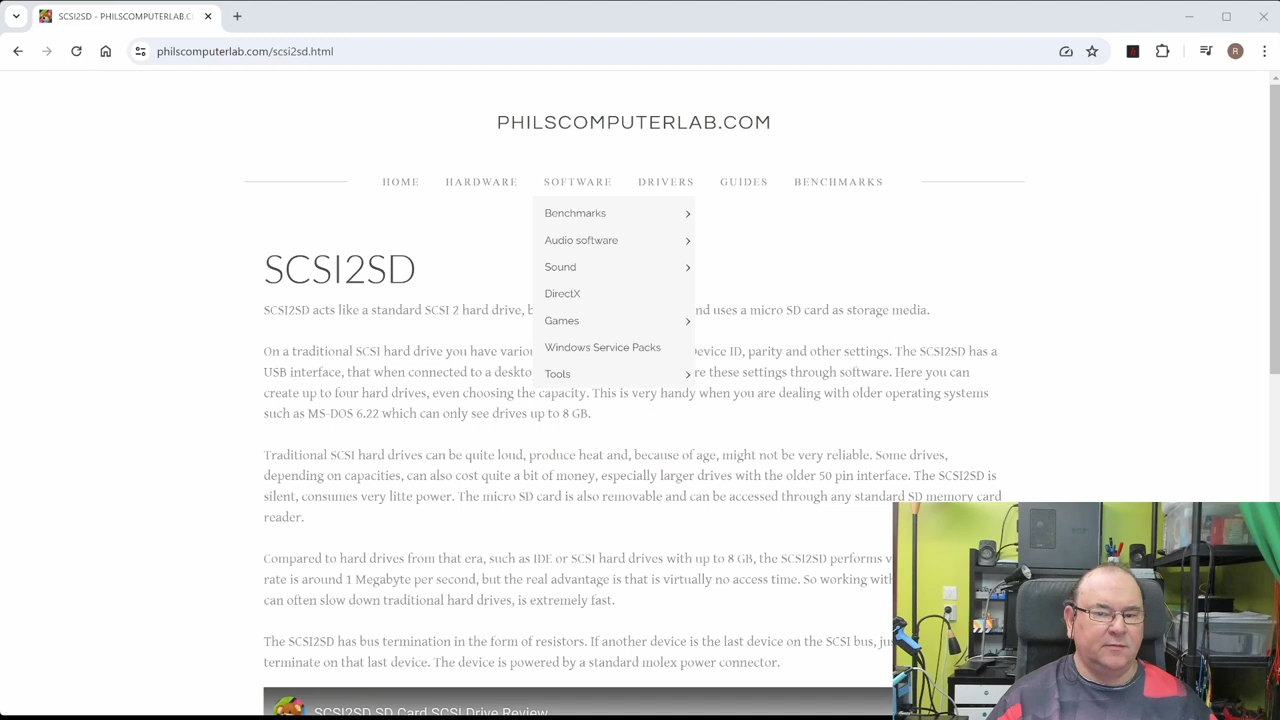 SCSI2SD - PHILSCOMPUTERLAB.C
philscomputerlab.com/scsi2sd.html
R
PHILSCOMPUTERLAB.COM
HOME HARDWARE SOFTWARE DRIVERS GUIDES BENCHMARKS
Benchmarks
Audio software
Sound
DirectX
Games
Windows Service Packs
Tools
SCSI2SD
SCSI2SD acts like a standard SCSI 2 hard drive, nd uses a micro SD card as storage media.
On a traditional SCSI hard drive you have variou evice ID, parity and other settings. The SCSI2SD has a
USB interface, that when connected to a deskto re these settings through software. Here you can
create up to four hard drives, even choosing the capacity. This is very handy when you are dealing with older operating systems
such as MS-DOS 6.22 which can only see drives up to 8 GB.
Traditional SCSI hard drives can be quite loud, produce heat and, because of age, might not be very reliable. Some drives,
depending on capacities, can also cost quite a bit of money, especially larger drives with the older 50 pin interface. The SCSI2SD is
silent, consumes very litte power. The micro SD card is also removable and can be accessed through any standard SD memory card
reader.
Compared to hard drives from that era, such as IDE or SCSI hard drives with up to 8 GB, the SCSI2SD performs v
rate is around 1 Megabyte per second, but the real advantage is that is virtually no access time. So working with
can often slow down traditional hard drives, is extremely fast.
The SCSI2SD has bus termination in the form of resistors. If another device is the last device on the SCSI bus, jus
terminate on that last device. The device is powered by a standard molex power connector.
SCSI2SD SD Card SCSI Drive Review